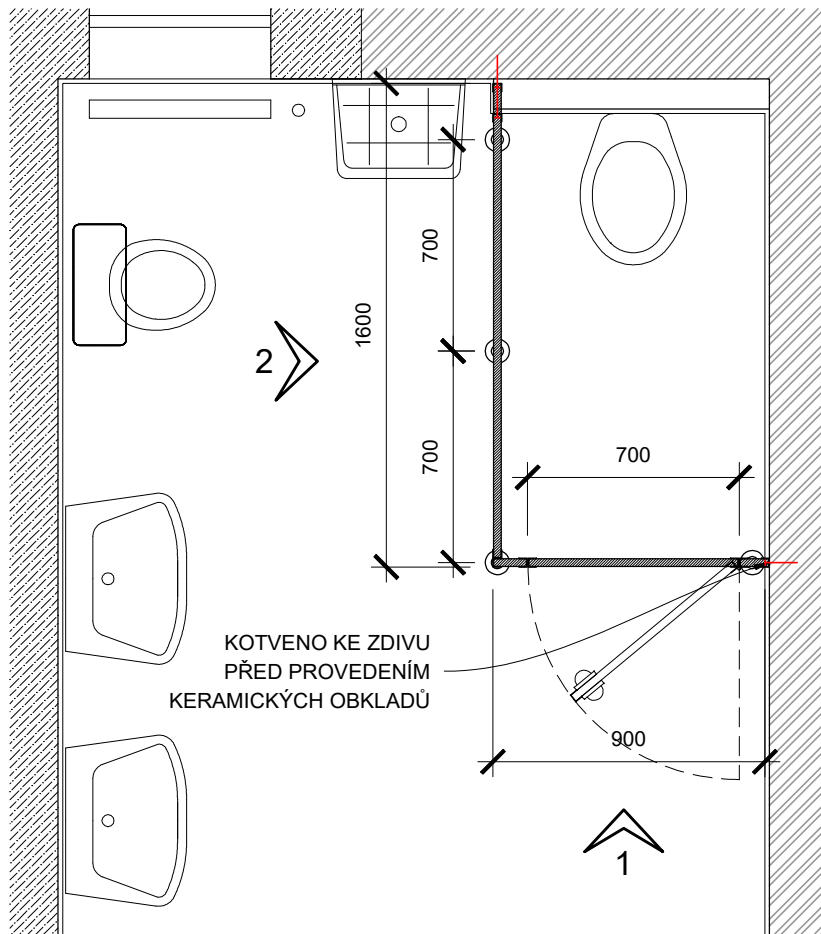 700
1600
2
700
700
KOTVENO KE ZDIVU
PŘED PROVEDENÍM
KERAMICKÝCH OBKLADŮ
900
1